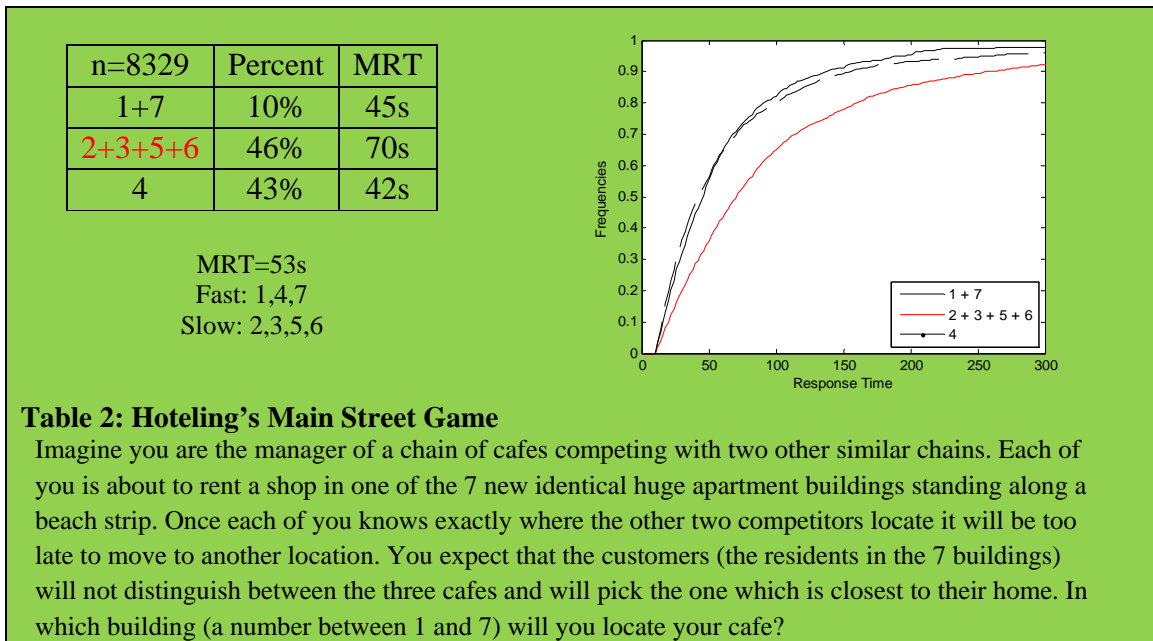 n=8329 Percent MRT
1+7 10% 45s
2+3+5+6 46% 70s
4 43% 42s
MRT=53s
Fast: 1,4,7
Slow: 2,3,5,6
1
0.9
0.8
0.7
0.6
0.5
0.4
0.3
0.2
0.1
0
Frequencies
0 50 100 150 200 250 300
Response Time
1 + 7
2 + 3 + 5 + 6
4
Table 2: Hoteling’s Main Street Game
Imagine you are the manager of a chain of cafes competing with two other similar chains. Each of
you is about to rent a shop in one of the 7 new identical huge apartment buildings standing along a
beach strip. Once each of you knows exactly where the other two competitors locate it will be too
late to move to another location. You expect that the customers (the residents in the 7 buildings)
will not distinguish between the three cafes and will pick the one which is closest to their home. In
which building (a number between 1 and 7) will you locate your cafe?